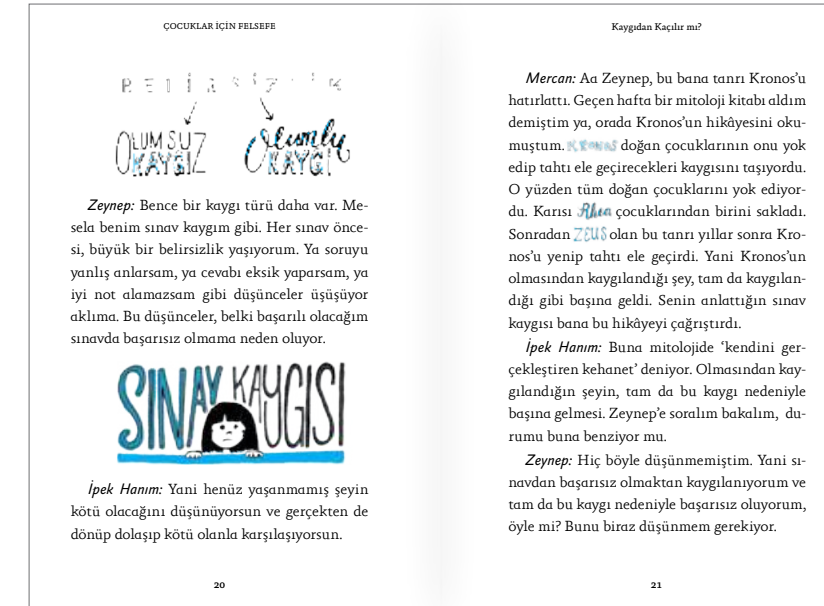 ÇOCUKLAR İÇİN FELSEFE
BELİRSİZLİK
OLUMSUZ Olumlu
KAYGI KAYGI
Zeynep: Bence bir kaygı türü daha var. Me-
sela benim sınav kaygım gibi. Her sınav önce-
si, büyük bir belirsizlik yaşıyorum. Ya soruyu
yanlış anlarsam, ya cevabı eksik yaparsam, ya
iyi not alamazsam gibi düşünceler üşüşüyor
aklıma. Bu düşünceler, belki başarılı olacağım
sınavda başarısız olmama neden oluyor.
SINAV KAYGISI
İpek Hanım: Yani henüz yaşanmamış şeyin
kötü olacağını düşünüyorsun ve gerçekten de
dönüp dolaşıp kötü olanla karşılaşıyorsun.
20
Kaygıdan Kaçılır mı?
Mercan: Aa Zeynep, bu bana tanrı Kronos’u
hatırlattı. Geçen hafta bir mitoloji kitabı aldım
demiştim ya, orada Kronos’un hikâyesini oku-
muştum. KRONOS doğan çocuklarının onu yok
edip tahtı ele geçirecekleri kaygısını taşıyordu.
O yüzden tüm doğan çocuklarını yok ediyor-
du. Karısı Rhea çocuklarından birini sakladı.
Sonradan ZEUS olan bu tanrı yıllar sonra Kro-
nos’u yenip tahtı ele geçirdi. Yani Kronos’un
olmasından kaygılandığı şey, tam da kaygılan-
dığı gibi başına geldi. Senin anlattığın sınav
kaygısı bana bu hikâyeyi çağrıştırdı.
İpek Hanım: Buna mitolojide ‘kendini ger-
çekleştiren kehanet’ deniyor. Olmasından kay-
gılandığın şeyin, tam da bu kaygı nedeniyle
başına gelmesi. Zeynep’e soralım bakalım, du-
rumu buna benziyor mu.
Zeynep: Hiç böyle düşünmemiştim. Yani sı-
navdan başarısız olmaktan kaygılanıyorum ve
tam da bu kaygı nedeniyle başarısız oluyorum,
öyle mi? Bunu biraz düşünmem gerekiyor.
21